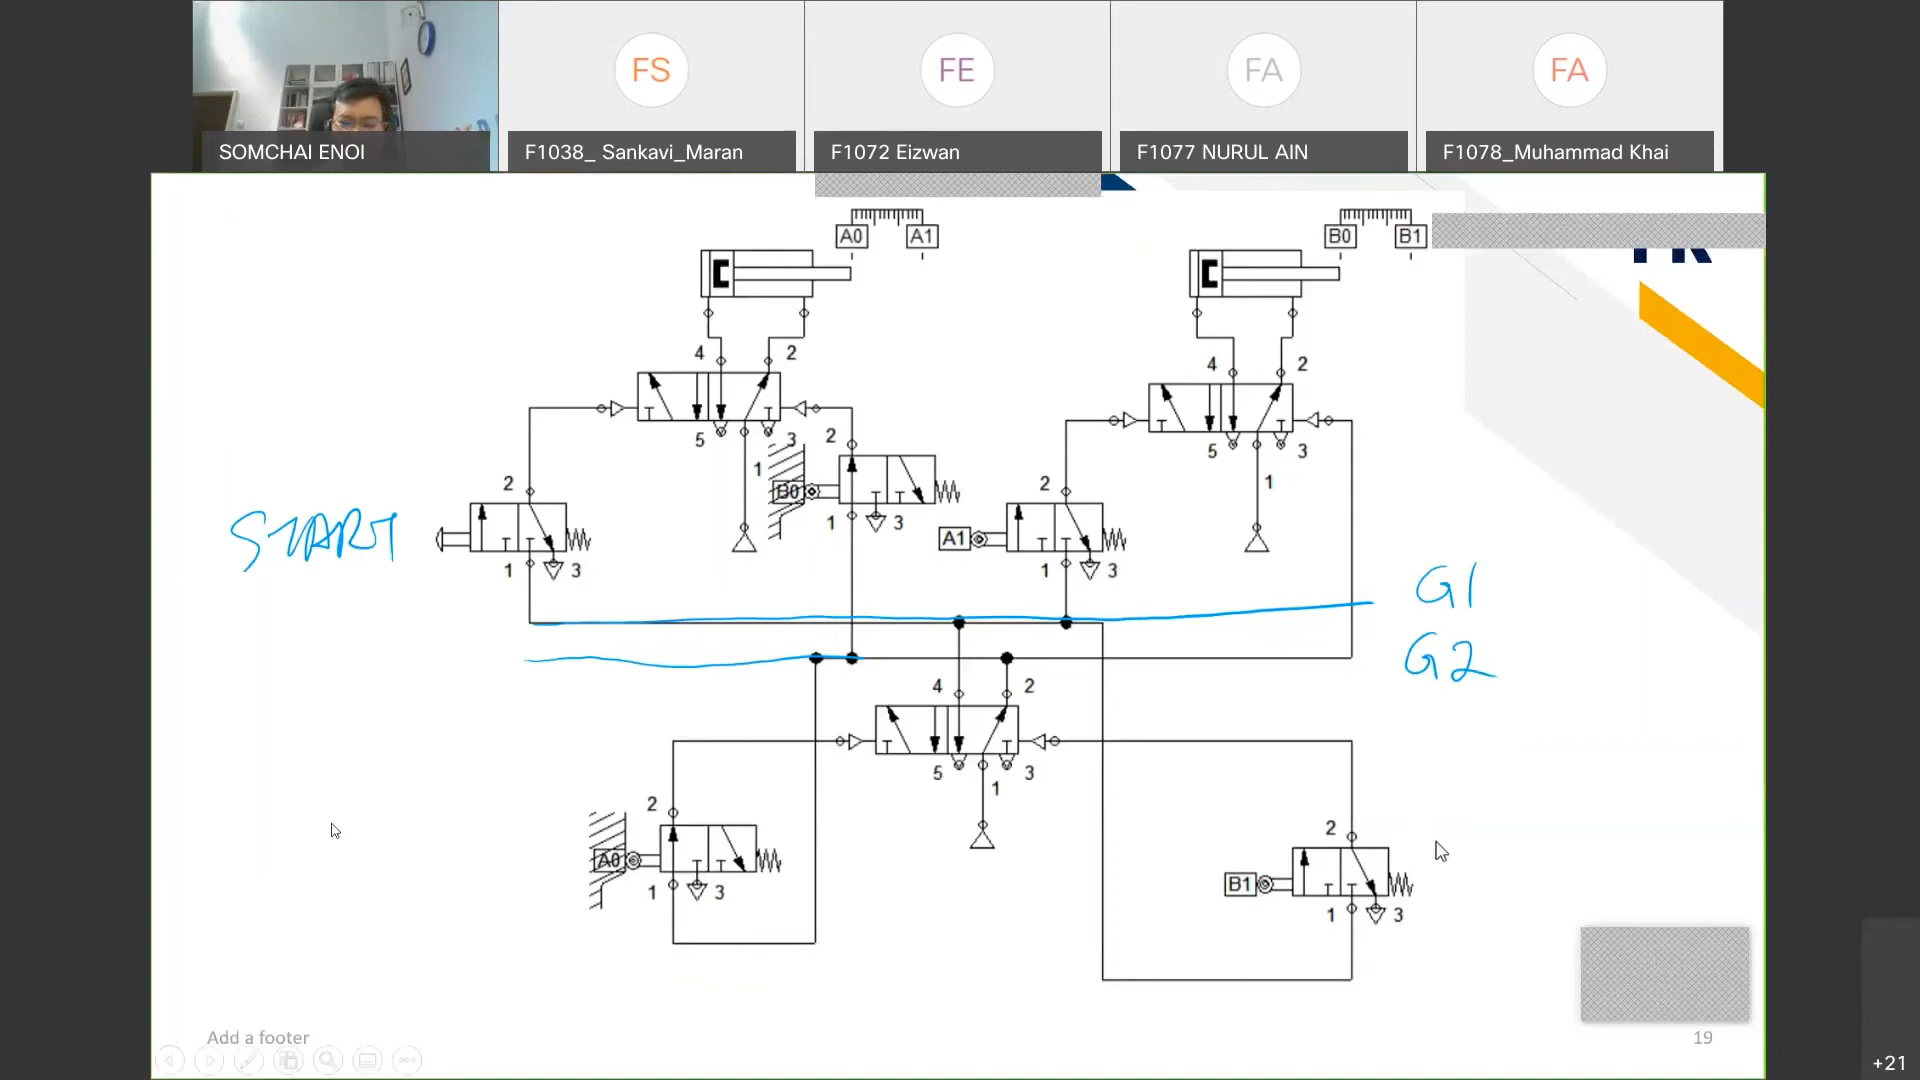 FS
FE
FA
FA
SOMCHAI ENOI
F1038_ Sankavi_Maran
F1072 Eizwan
F1077 NURUL AIN
F1078_Muhammad Khai
A0
A1
B0
B1
4
2
4
2
5
3
2
5
3
1
1
2
B0
2
START
1
3
A1
1
3
1
3
G1
G2
4
2
5
3
1
2
2
A0
B1
1
3
1
3
Add a footer
19
+21